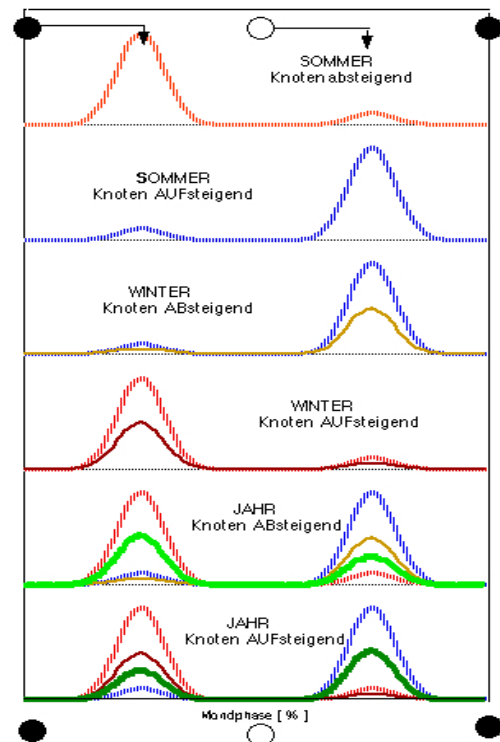 SOMMER
Knotenabsteigend
SOMMER
Knoten AUFsteigend
WINTER
Knoten ABsteigend
WINTER
Knoten AUFsteigend
JAHR
Knoten ABsteigend
JAHR
Knoten AUFsteigend
Mondphase [ % ]